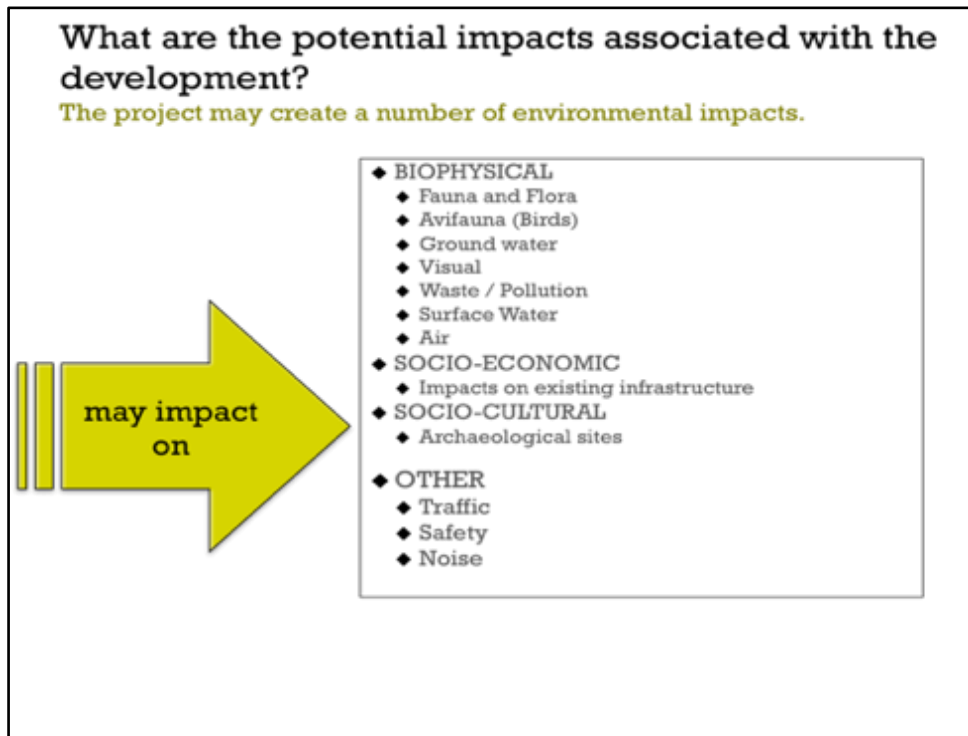 What are the potential impacts associated with the
development?
The project may create a number of environmental impacts.
may impact
on
◆ BIOPHYSICAL
◆ Fauna and Flora
◆ Avifauna (Birds)
◆ Ground water
◆ Visual
◆ Waste / Pollution
◆ Surface Water
◆ Air
◆ SOCIO-ECONOMIC
◆ Impacts on existing infrastructure
◆ SOCIO-CULTURAL
◆ Archaeological sites
◆ OTHER
◆ Traffic
◆ Safety
◆ Noise